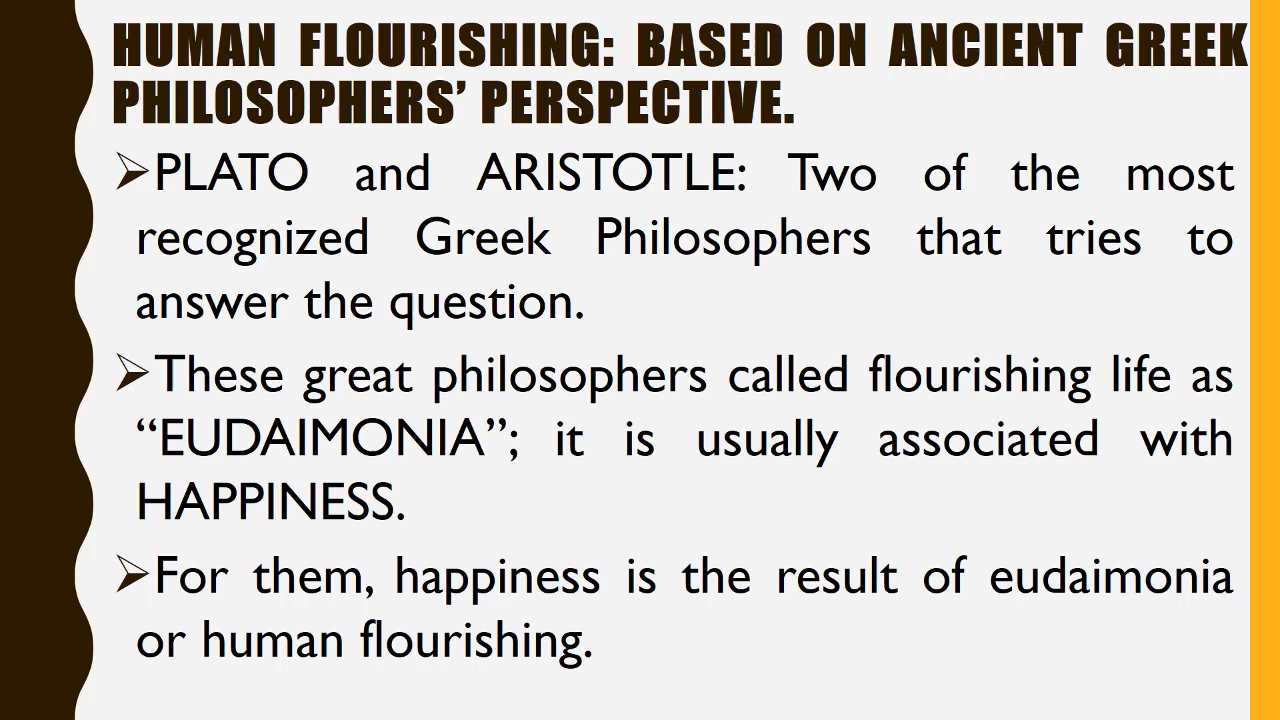 HUMAN FLOURISHING: BASED ON ANCIENT GREEK
PHILOSOPHERS’ PERSPECTIVE.
➢PLATO and ARISTOTLE: Two of the most
recognized Greek Philosophers that tries to
answer the question.
➢These great philosophers called flourishing life as
“EUDAIMONIA”; it is usually associated with
HAPPINESS.
➢For them, happiness is the result of eudaimonia
or human flourishing.